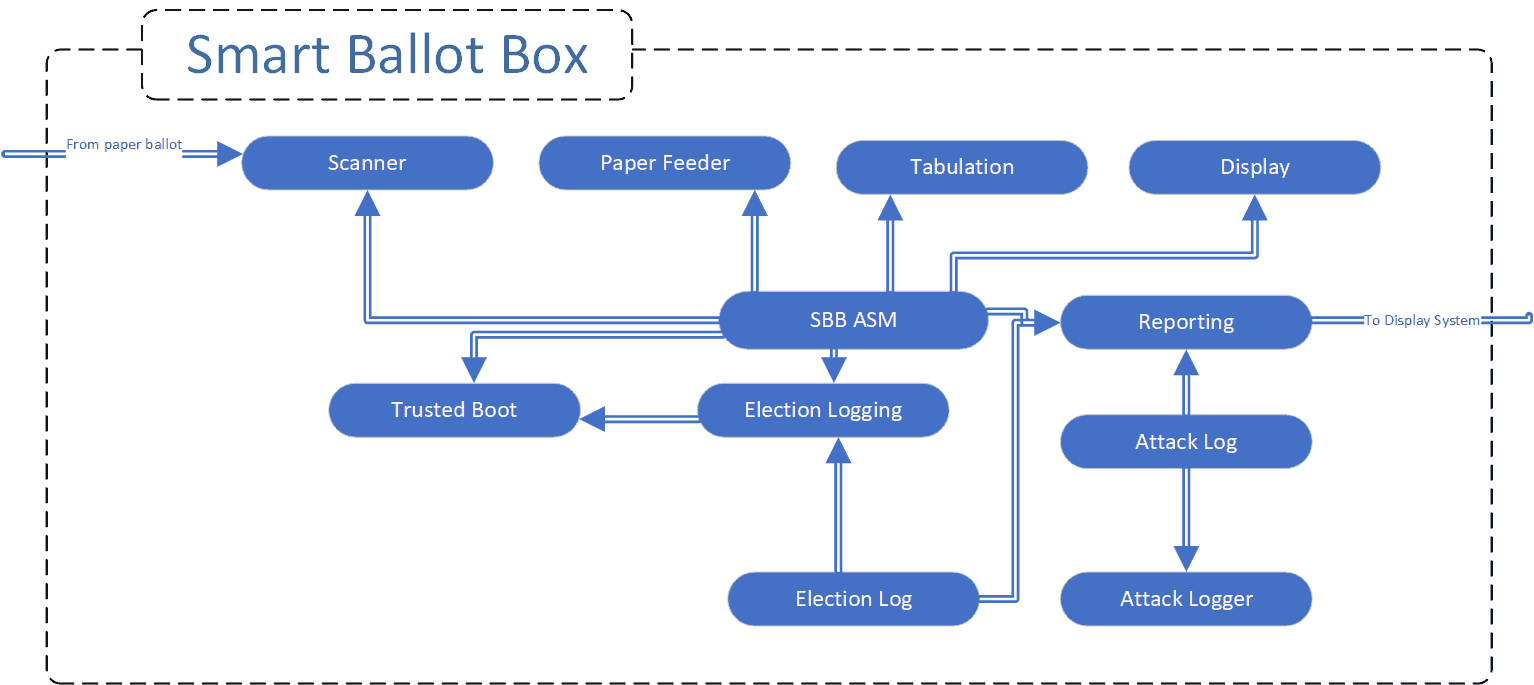 Smart Ballot Box
From paper ballot
Scanner
Paper Feeder
Tabulation
Display
SBB ASM
Reporting
To Display System
Trusted Boot
Election Logging
Attack Log
Election Log
Attack Logger